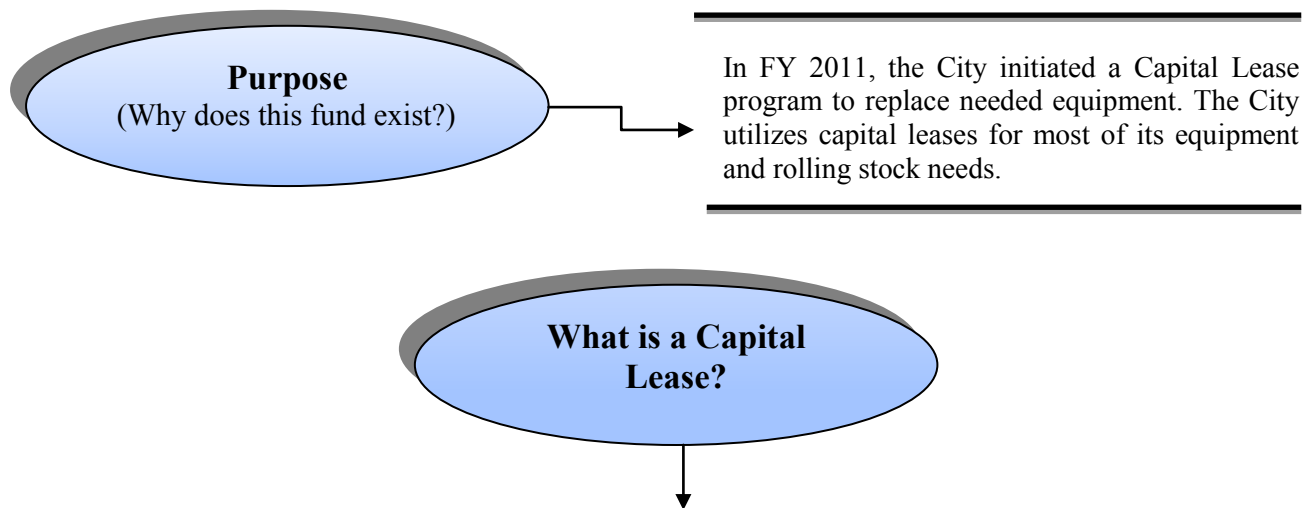 Purpose
(Why does this fund exist?)
In FY 2011, the City initiated a Capital Lease
program to replace needed equipment. The City
utilizes capital leases for most of its equipment
and rolling stock needs.
What is a Capital
Lease?